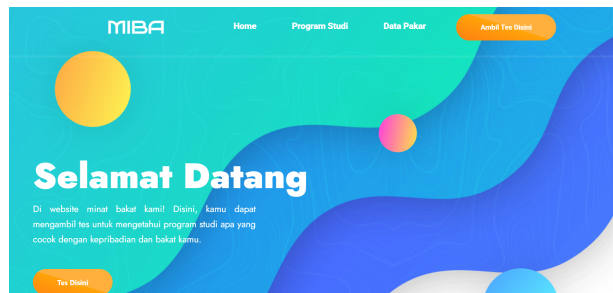 MIBA
Home Program Studi Data Pakar Ambil Tes Disini
Selamat Datang
Di website minat bakat kami! Disini, kamu dapat
mengambil tes untuk mengetahui program studi apa yang
cocok dengan kepribadian dan bakat kamu.
Tes Disini